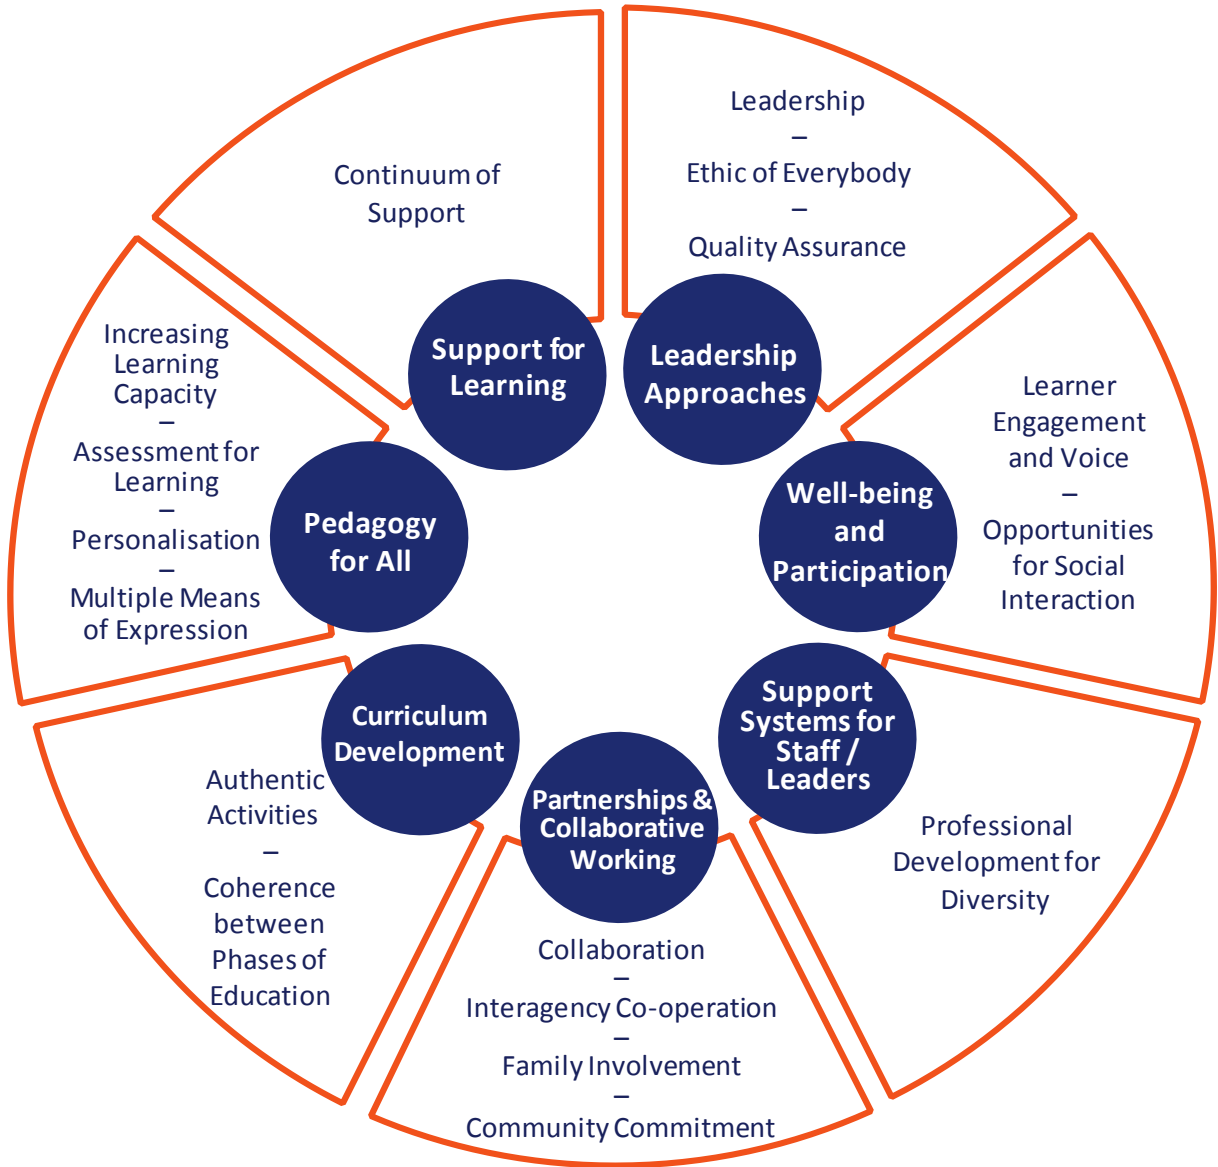 Leadership
–
Ethic of Everybody
–
Quality Assurance
Leadership
Approaches
Learner
Engagement
and Voice
–
Opportunities
for Social
Interaction
Well-being
and
Participation
Professional
Development for
Diversity
Support
Systems for
Staff /
Leaders
Collaboration
–
Interagency Co-operation
–
Family Involvement
–
Community Commitment
Partnerships &
Collaborative
Working
Authentic
Activities
–
Coherence
between
Phases of
Education
Curriculum
Development
Increasing
Learning
Capacity
–
Assessment for
Learning
–
Personalisation
–
Multiple Means
of Expression
Pedagogy
for All
Continuum of
Support
Support for
Learning